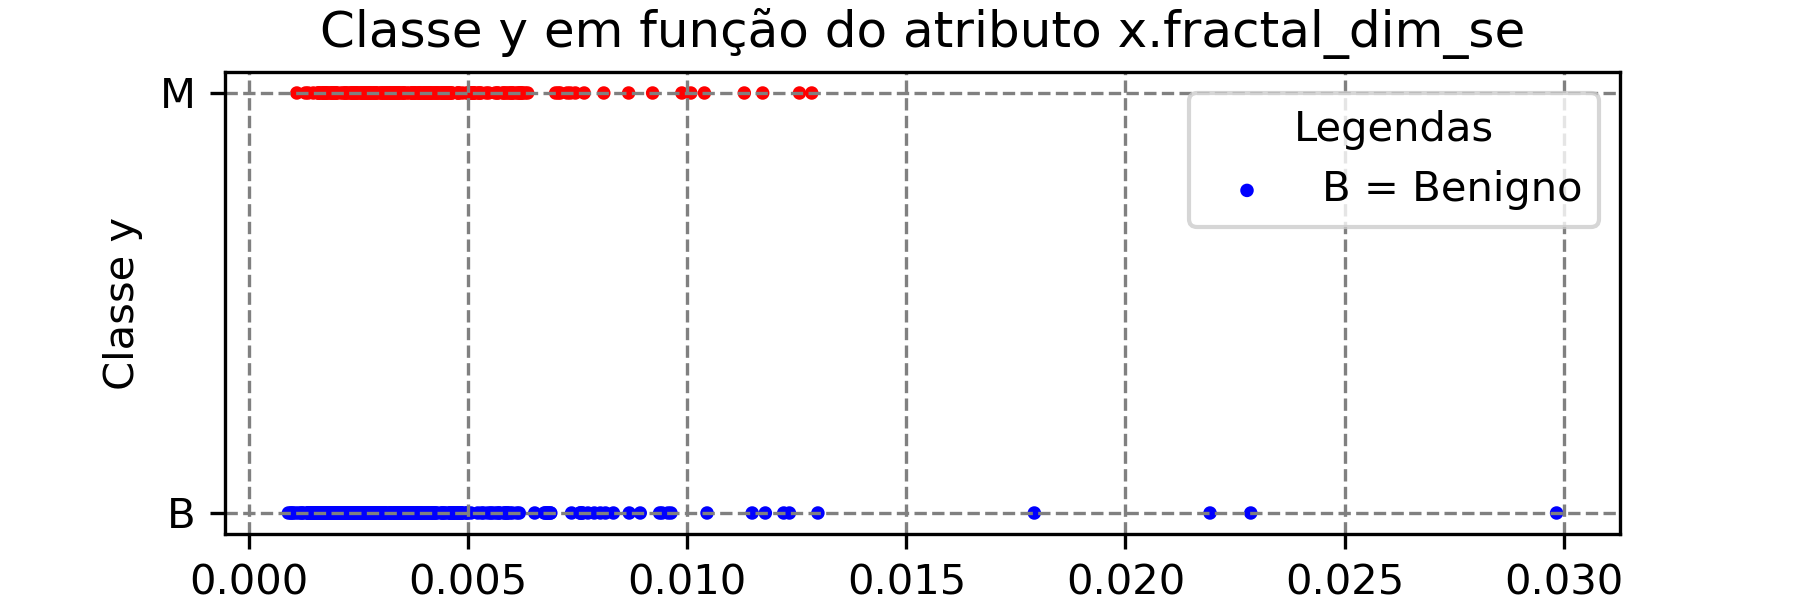 Classe y em função do atributo x.fractal_dim_se
M
Legendas
B = Benigno
Classe y
B
0.000 0.005 0.010 0.015 0.020 0.025 0.030